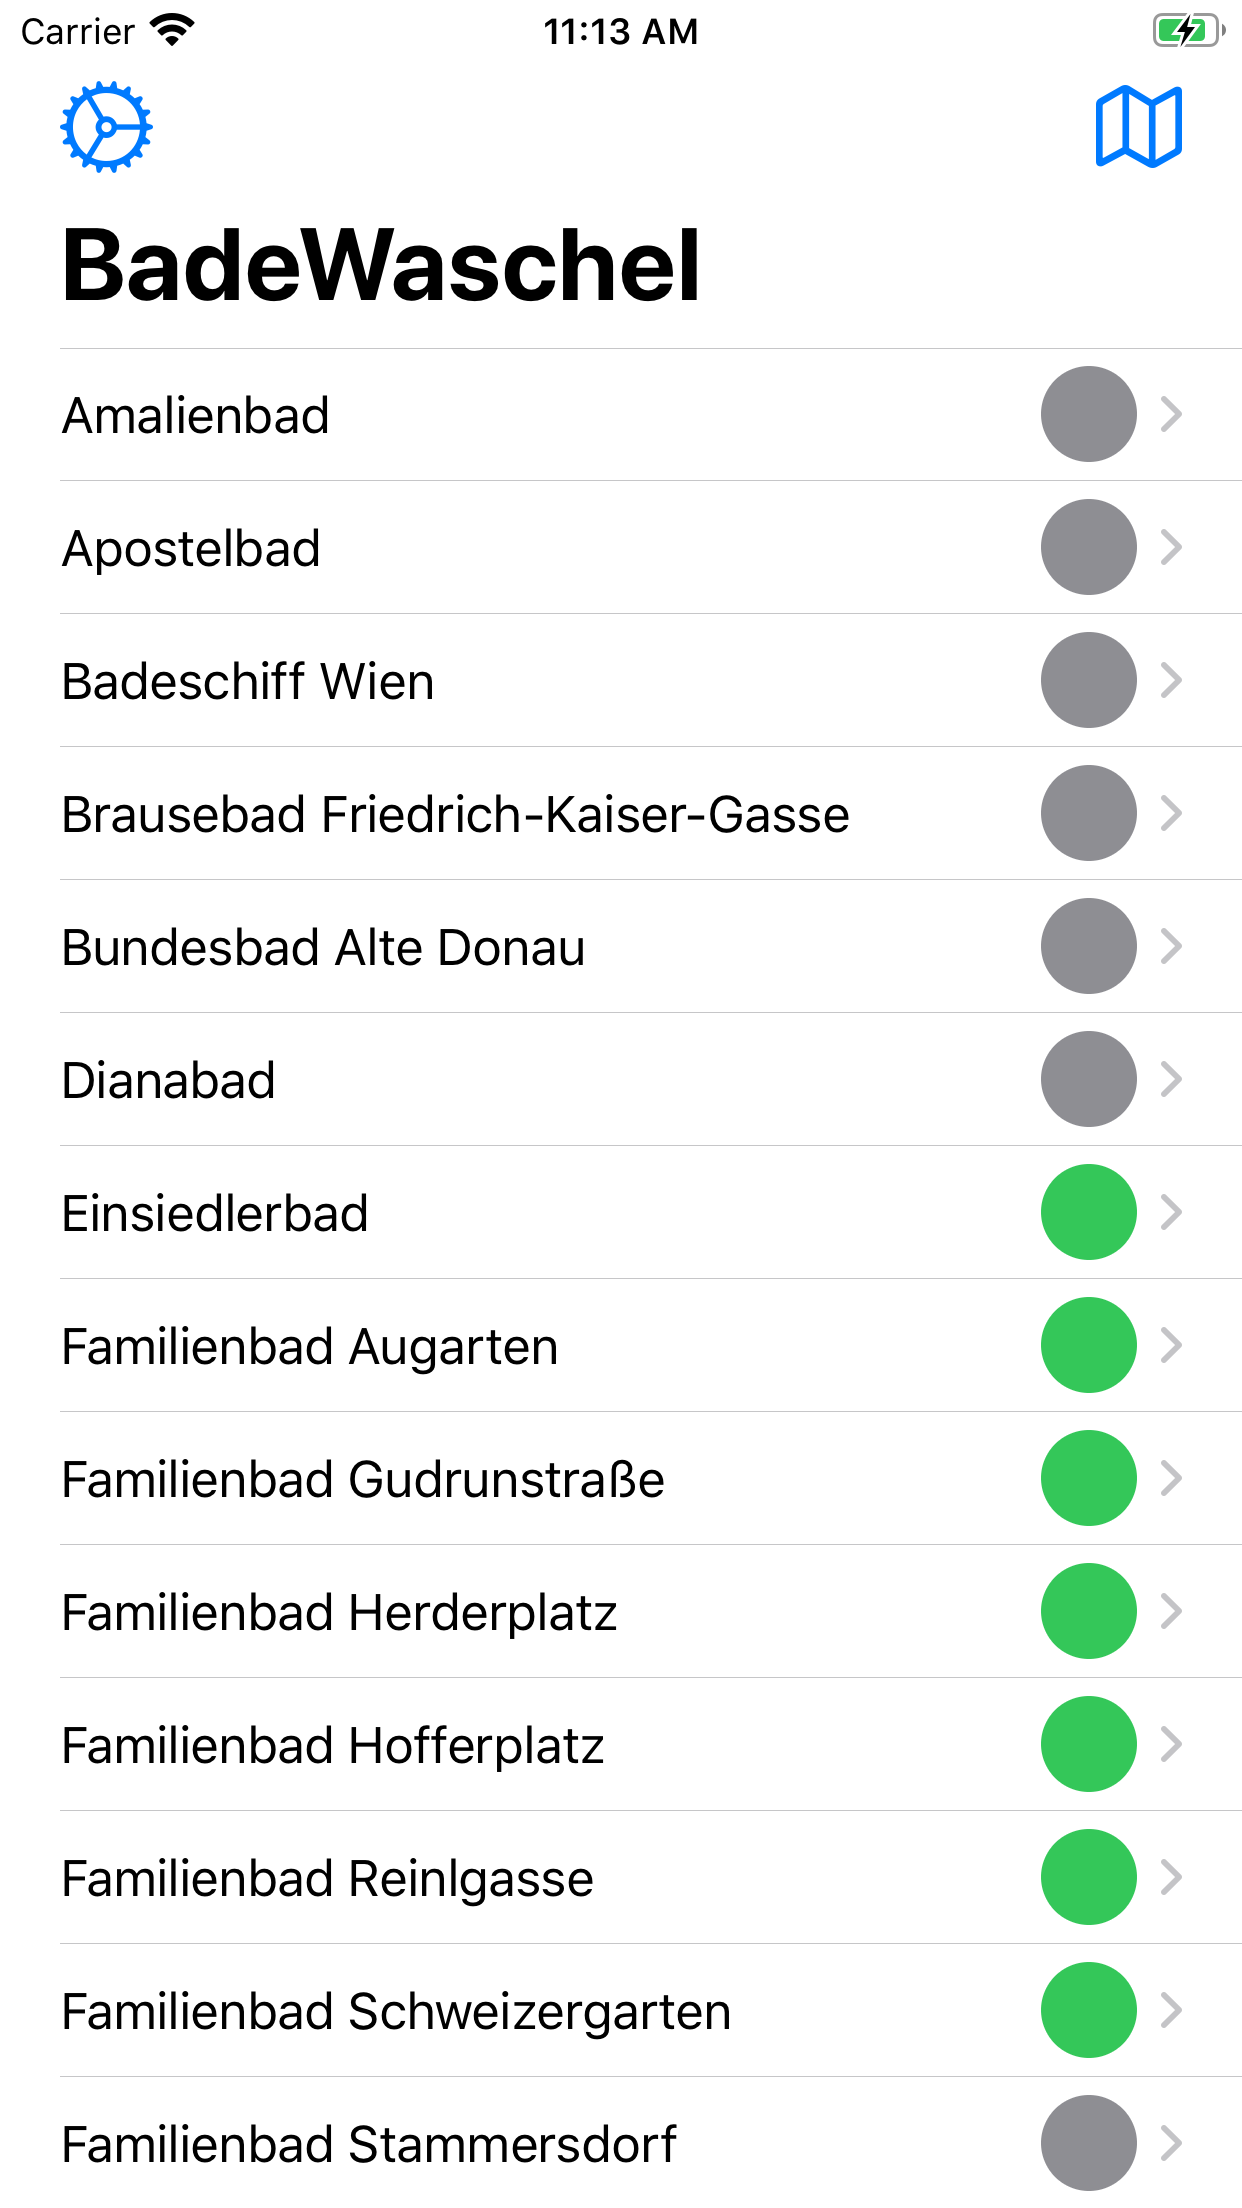 Carrier 11:13 AM
BadeWaschel
Amalienbad
Apostelbad
Badeschiff Wien
Brausebad Friedrich-Kaiser-Gasse
Bundesbad Alte Donau
Dianabad
Einsiedlerbad
Familienbad Augarten
Familienbad Gudrunstraße
Familienbad Herderplatz
Familienbad Hofferplatz
Familienbad Reinlgasse
Familienbad Schweizergarten
Familienbad Stammersdorf